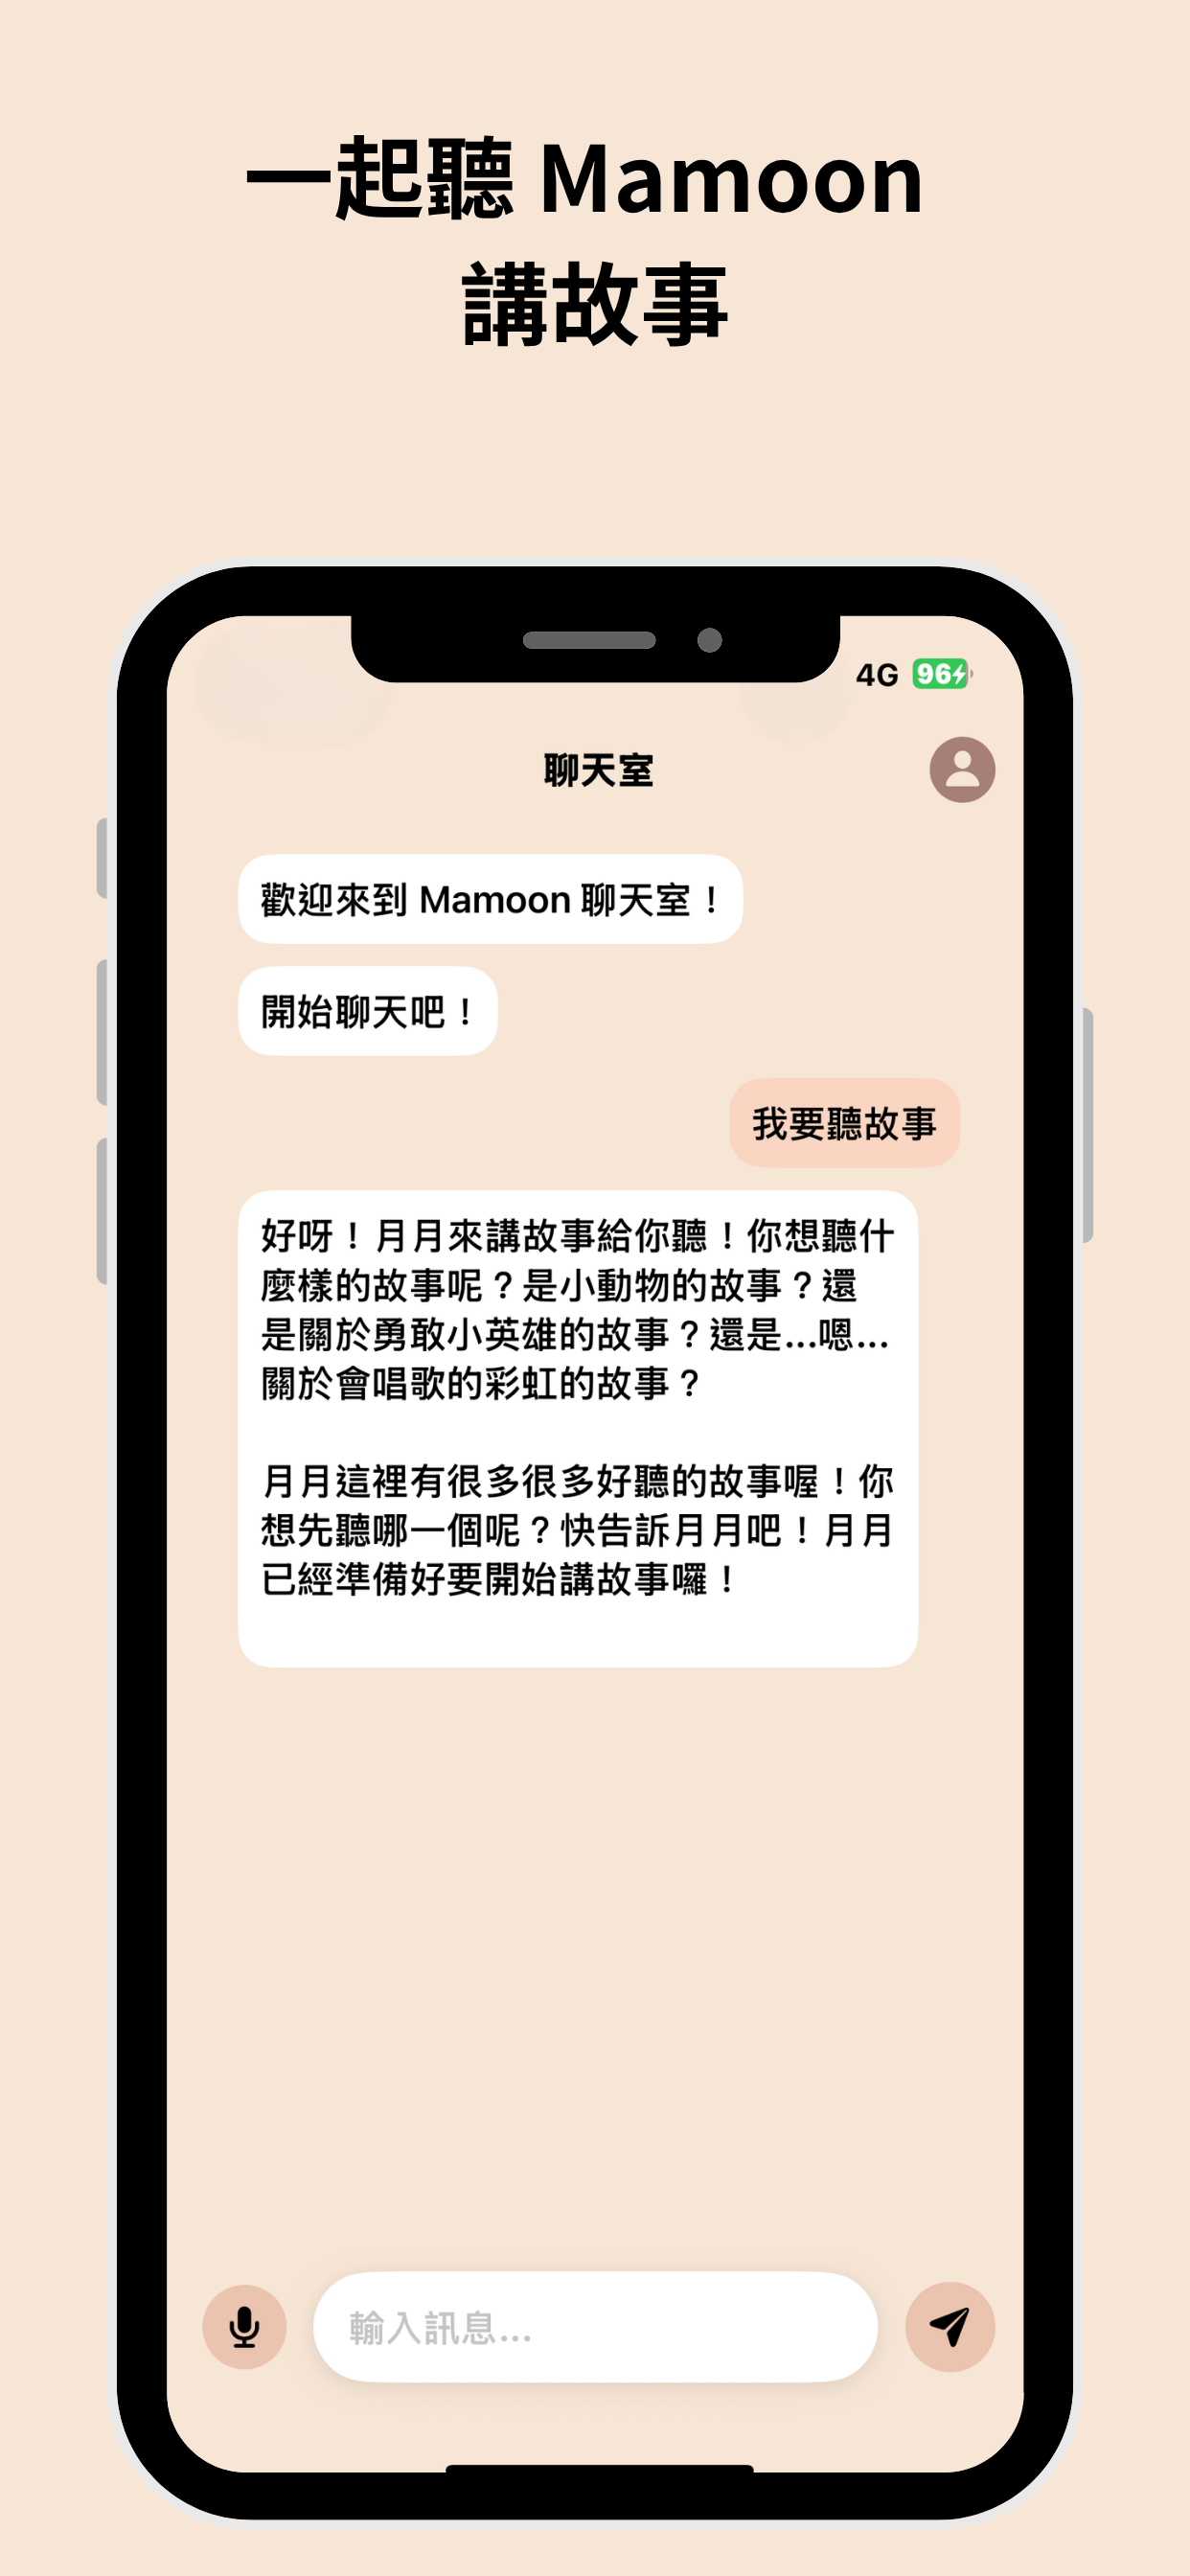 一起聽 Mamoon
講故事
4G 96
聊天室
歡迎來到 Mamoon 聊天室！
開始聊天吧！
我要聽故事
好呀！月月來講故事給你聽！你想聽什
麼樣的故事呢？是小動物的故事？還
是關於勇敢小英雄的故事？還是...嗯...
關於會唱歌的彩虹的故事？
月月這裡有很多很多好聽的故事喔！你
想先聽哪一個呢？快告訴月月吧！月月
已經準備好要開始講故事囉！
輸入訊息...